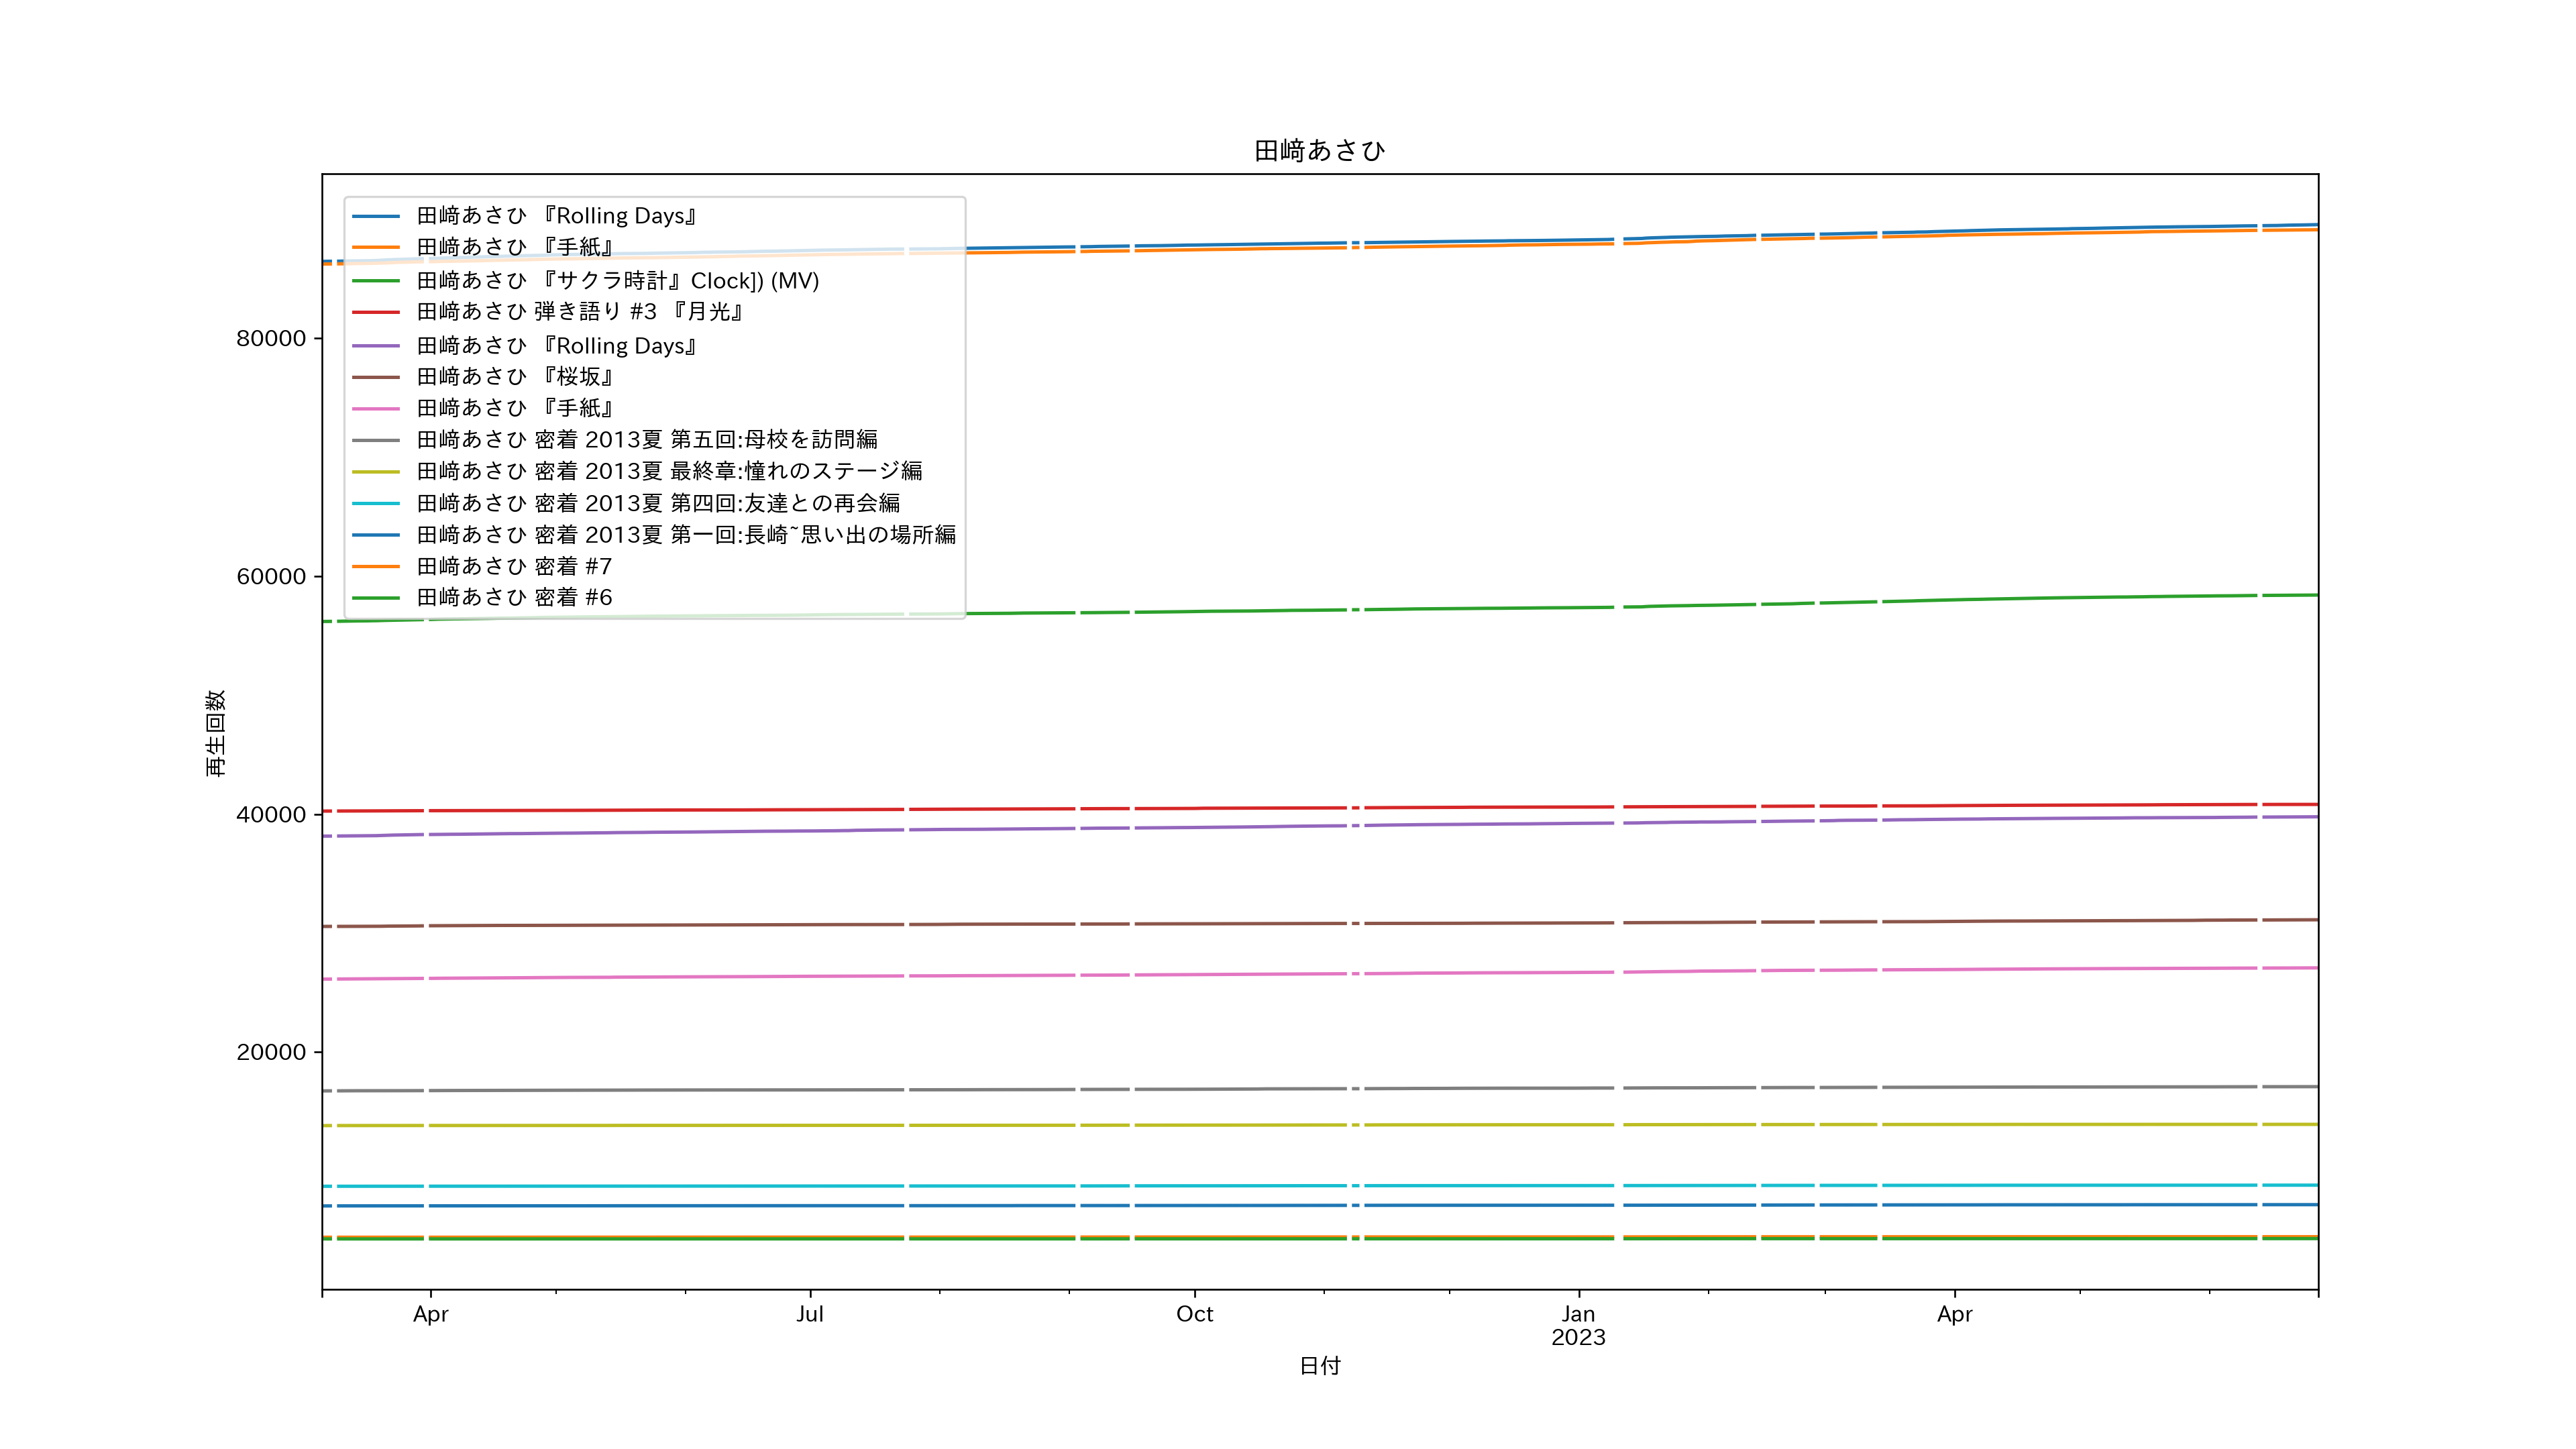 田﨑あさひ
田﨑あさひ 『Rolling Days』
田﨑あさひ 『手紙』
田﨑あさひ 『サクラ時計』Clock]) (MV)
田﨑あさひ 弾き語り #3 『月光』
田﨑あさひ 『Rolling Days』
田﨑あさひ 『桜坂』
田﨑あさひ 『手紙』
田﨑あさひ 密着 2013夏 第五回:母校を訪問編
田﨑あさひ 密着 2013夏 最終章:憧れのステージ編
田﨑あさひ 密着 2013夏 第四回:友達との再会編
田﨑あさひ 密着 2013夏 第一回:長崎~思い出の場所編
田﨑あさひ 密着 #7
田﨑あさひ 密着 #6
80000
60000
40000
20000
再生回数
Apr
Jul
Oct
Jan
2023
Apr
日付